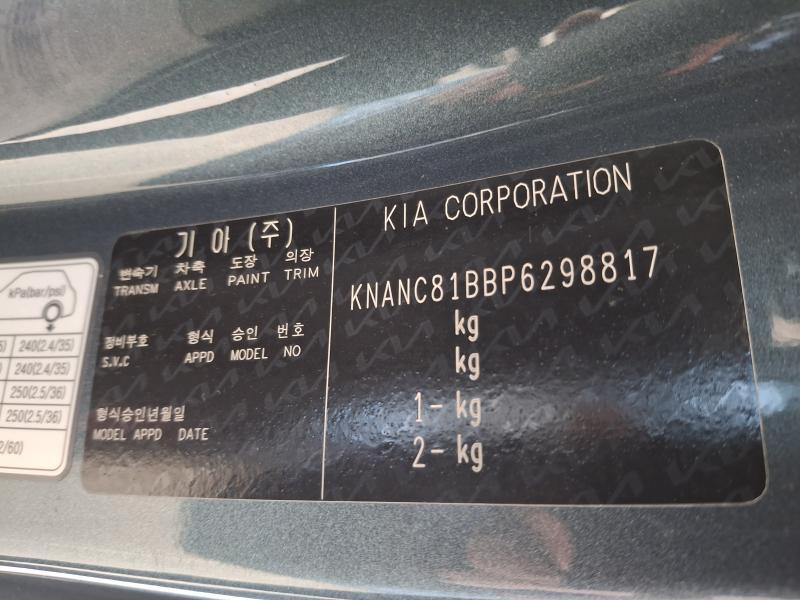 기 아 (주)
변속기 차축 도장 의장
TRANSM AXLE PAINT TRIM
정비부호 형식 승인 번호
S.V.C APPD MODEL NO
형식승인년월일
MODEL APPD DATE
KIA CORPORATION
KNANC81BBP6298817
kg
kg
1- kg
2- kg
kPa(bar/psi)
240(2.4/35)
240(2.4/35)
250(2.5/36)
250(2.5/36)